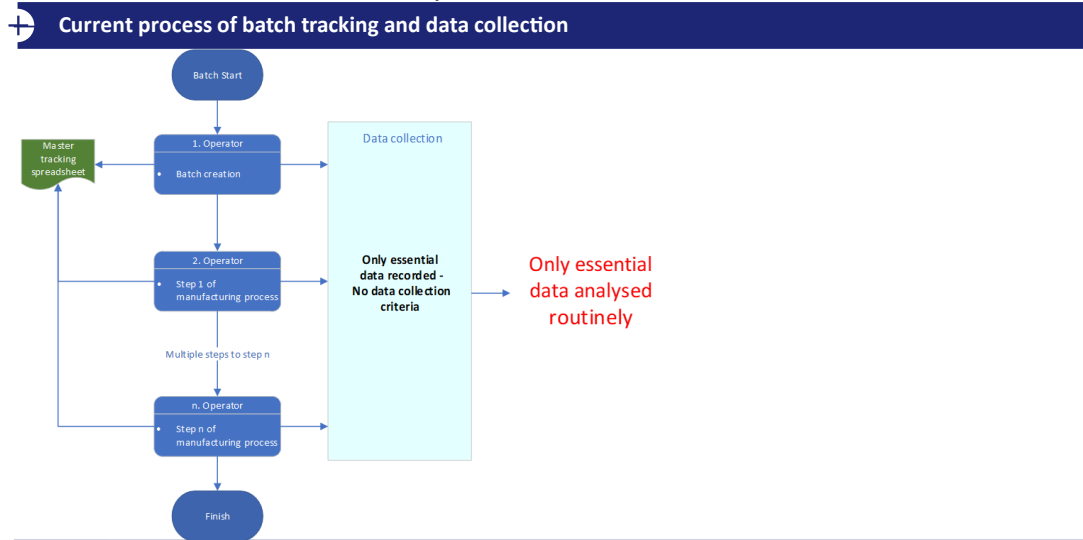 Current process of batch tracking and data collection
Batch Start
1. Operator
• Batch creation
Master
tracking
spreadsheet
Data collection
2. Operator
• Step 1 of
manufacturing process
Only essential
data recorded -
No data collection
criteria
Only essential
data analysed
routinely
Multiple steps to step n
n. Operator
• Step n of
manufacturing process
Finish